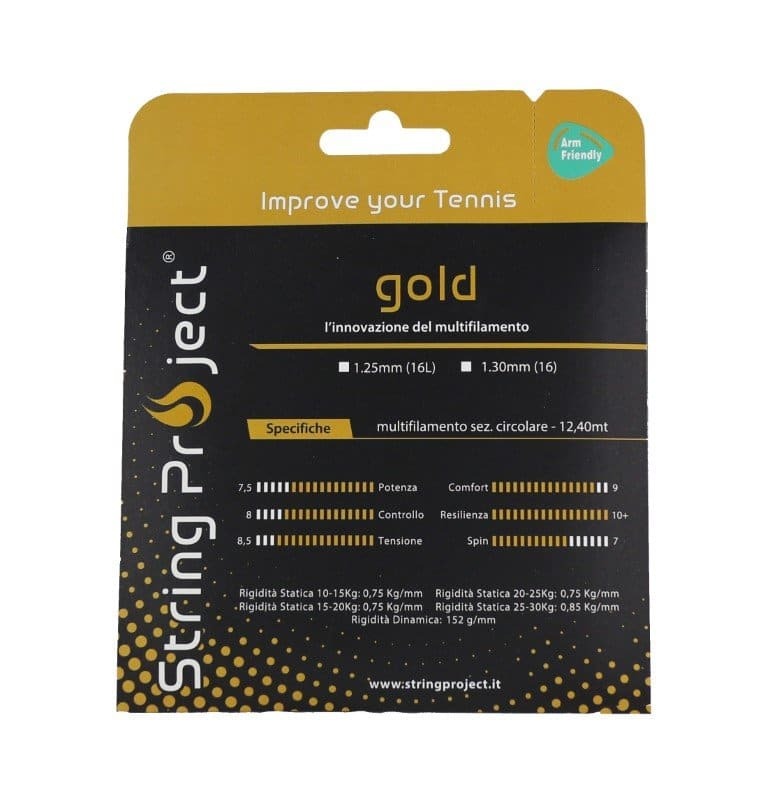 Arm
Friendly
Improve your Tennis
String Project®
gold
l'innovazione del multifilamento
1.25mm (16L) 1.30mm (16)
Specifiche multifilamento sez. circolare - 12,40mt
7,5 Potenza Comfort 9
8 Controllo Resilienza 10+
8,5 Tensione Spin 7
Rigidità Statica 10-15Kg: 0,75 Kg/mm Rigidità Statica 20-25Kg: 0,75 Kg/mm
Rigidità Statica 15-20Kg: 0,75 Kg/mm Rigidità Statica 25-30Kg: 0,85 Kg/mm
Rigidità Dinamica: 152 g/mm
www.stringproject.it